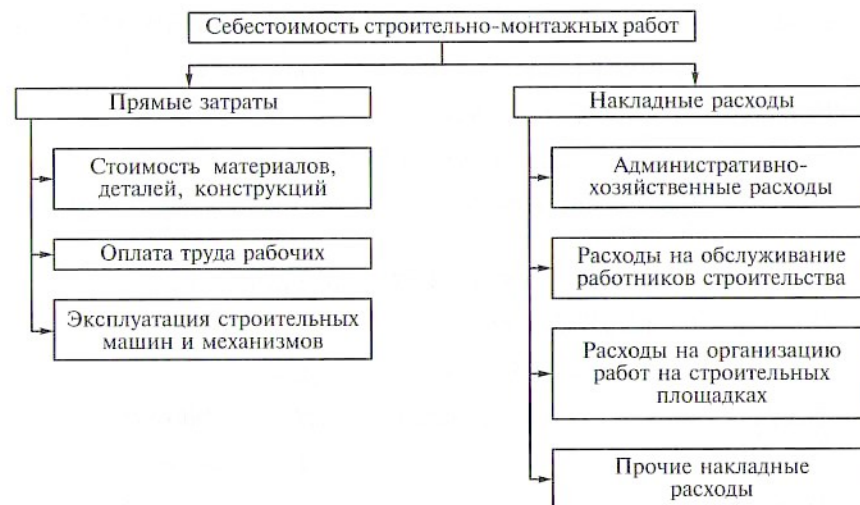 Себестоимость строительно-монтажных работ
Прямые затраты
Стоимость материалов,
деталей, конструкций
Оплата труда рабочих
Эксплуатация строительных
машин и механизмов
Накладные расходы
Административно-
хозяйственные расходы
Расходы на обслуживание
работников строительства
Расходы на организацию
работ на строительных
площадках
Прочие накладные
расходы